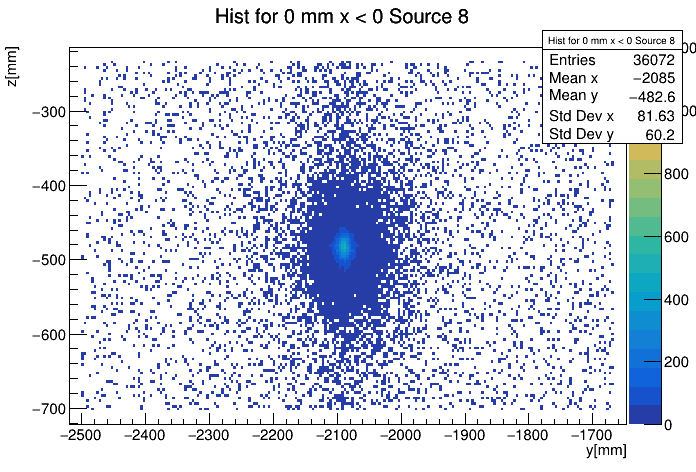 Hist for 0 mm x < 0 Source 8
Hist for 0 mm x < 0 Source 8
Entries 36072
Mean x −2085
Mean y −482.6
Std Dev x 81.63
Std Dev y 60.2
z[mm]
−300
−400
−500
−600
−700
−2500 −2400 −2300 −2200 −2100 −2000 −1900 −1800 −1700
y[mm]
800
600
400
200
0